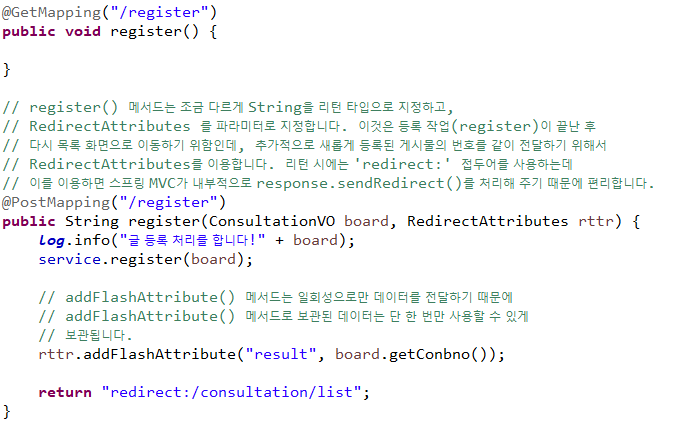 @GetMapping("/register")
public void register() {

}

// register() 메서드는 조금 다르게 String을 리턴 타입으로 지정하고,
// RedirectAttributes 를 파라미터로 지정합니다. 이것은 등록 작업(register)이 끝난 후
// 다시 목록 화면으로 이동하기 위함인데, 추가적으로 새롭게 등록된 게시물의 번호를 같이 전달하기 위해서
// RedirectAttributes를 이용합니다. 리턴 시에는 'redirect:' 접두어를 사용하는데
// 이를 이용하면 스프링 MVC가 내부적으로 response.sendRedirect()를 처리해 주기 때문에 편리합니다.
@PostMapping("/register")
public String register(ConsultationVO board, RedirectAttributes rttr) {
    log.info("글 등록 처리를 합니다!" + board);
    service.register(board);

    // addFlashAttribute() 메서드는 일회성으로만 데이터를 전달하기 때문에
    // addFlashAttribute() 메서드로 보관된 데이터는 단 한 번만 사용할 수 있게
    // 보관됩니다.
    rttr.addFlashAttribute("result", board.getConbno());

    return "redirect:/consultation/list";
}